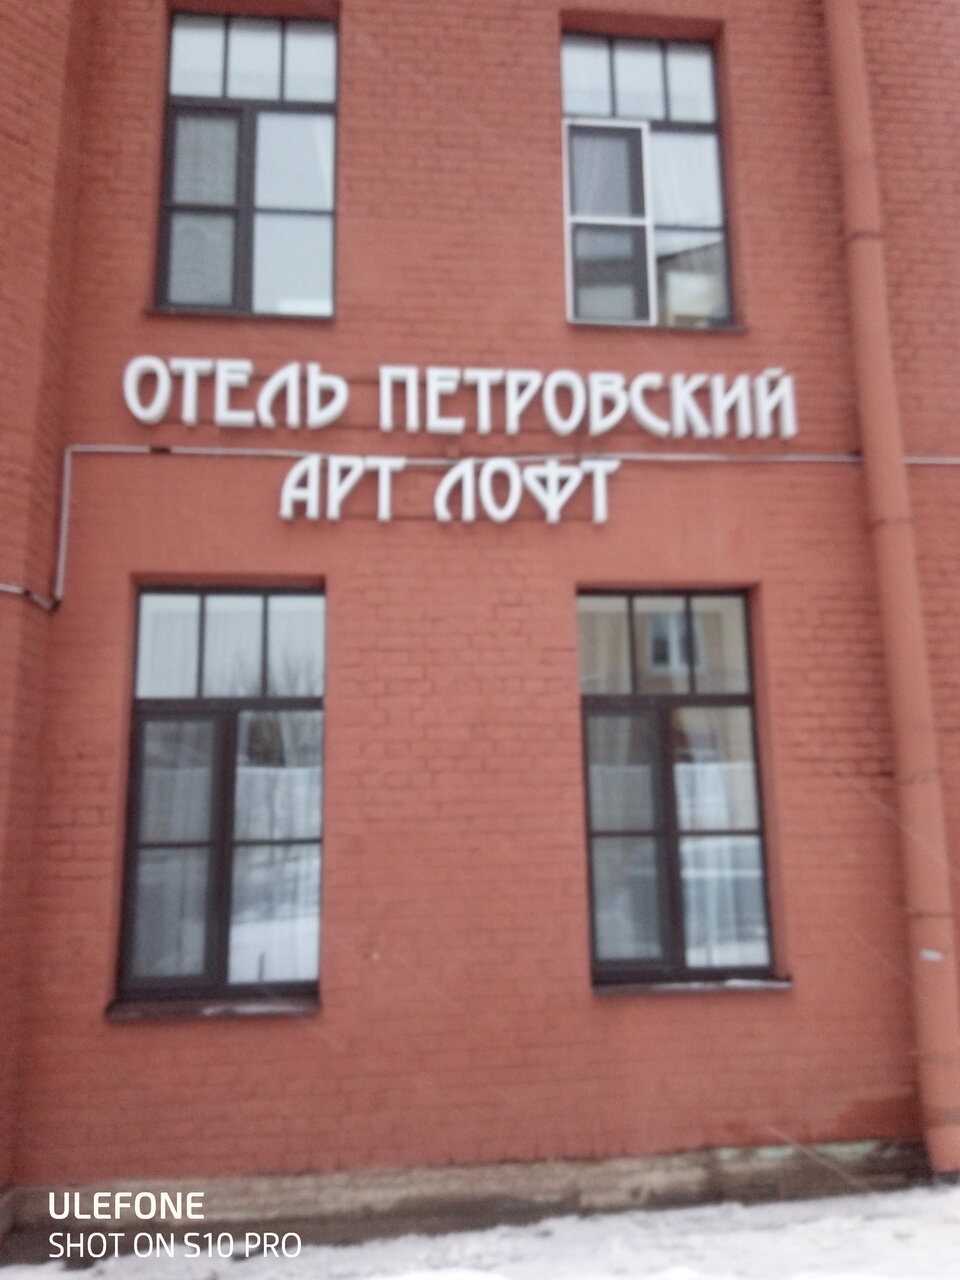 ОТЕЛЬ ПЕТРОВСКИЙ
АРТ ЛОФТ
ULEFONE
SHOT ON S10 PRO